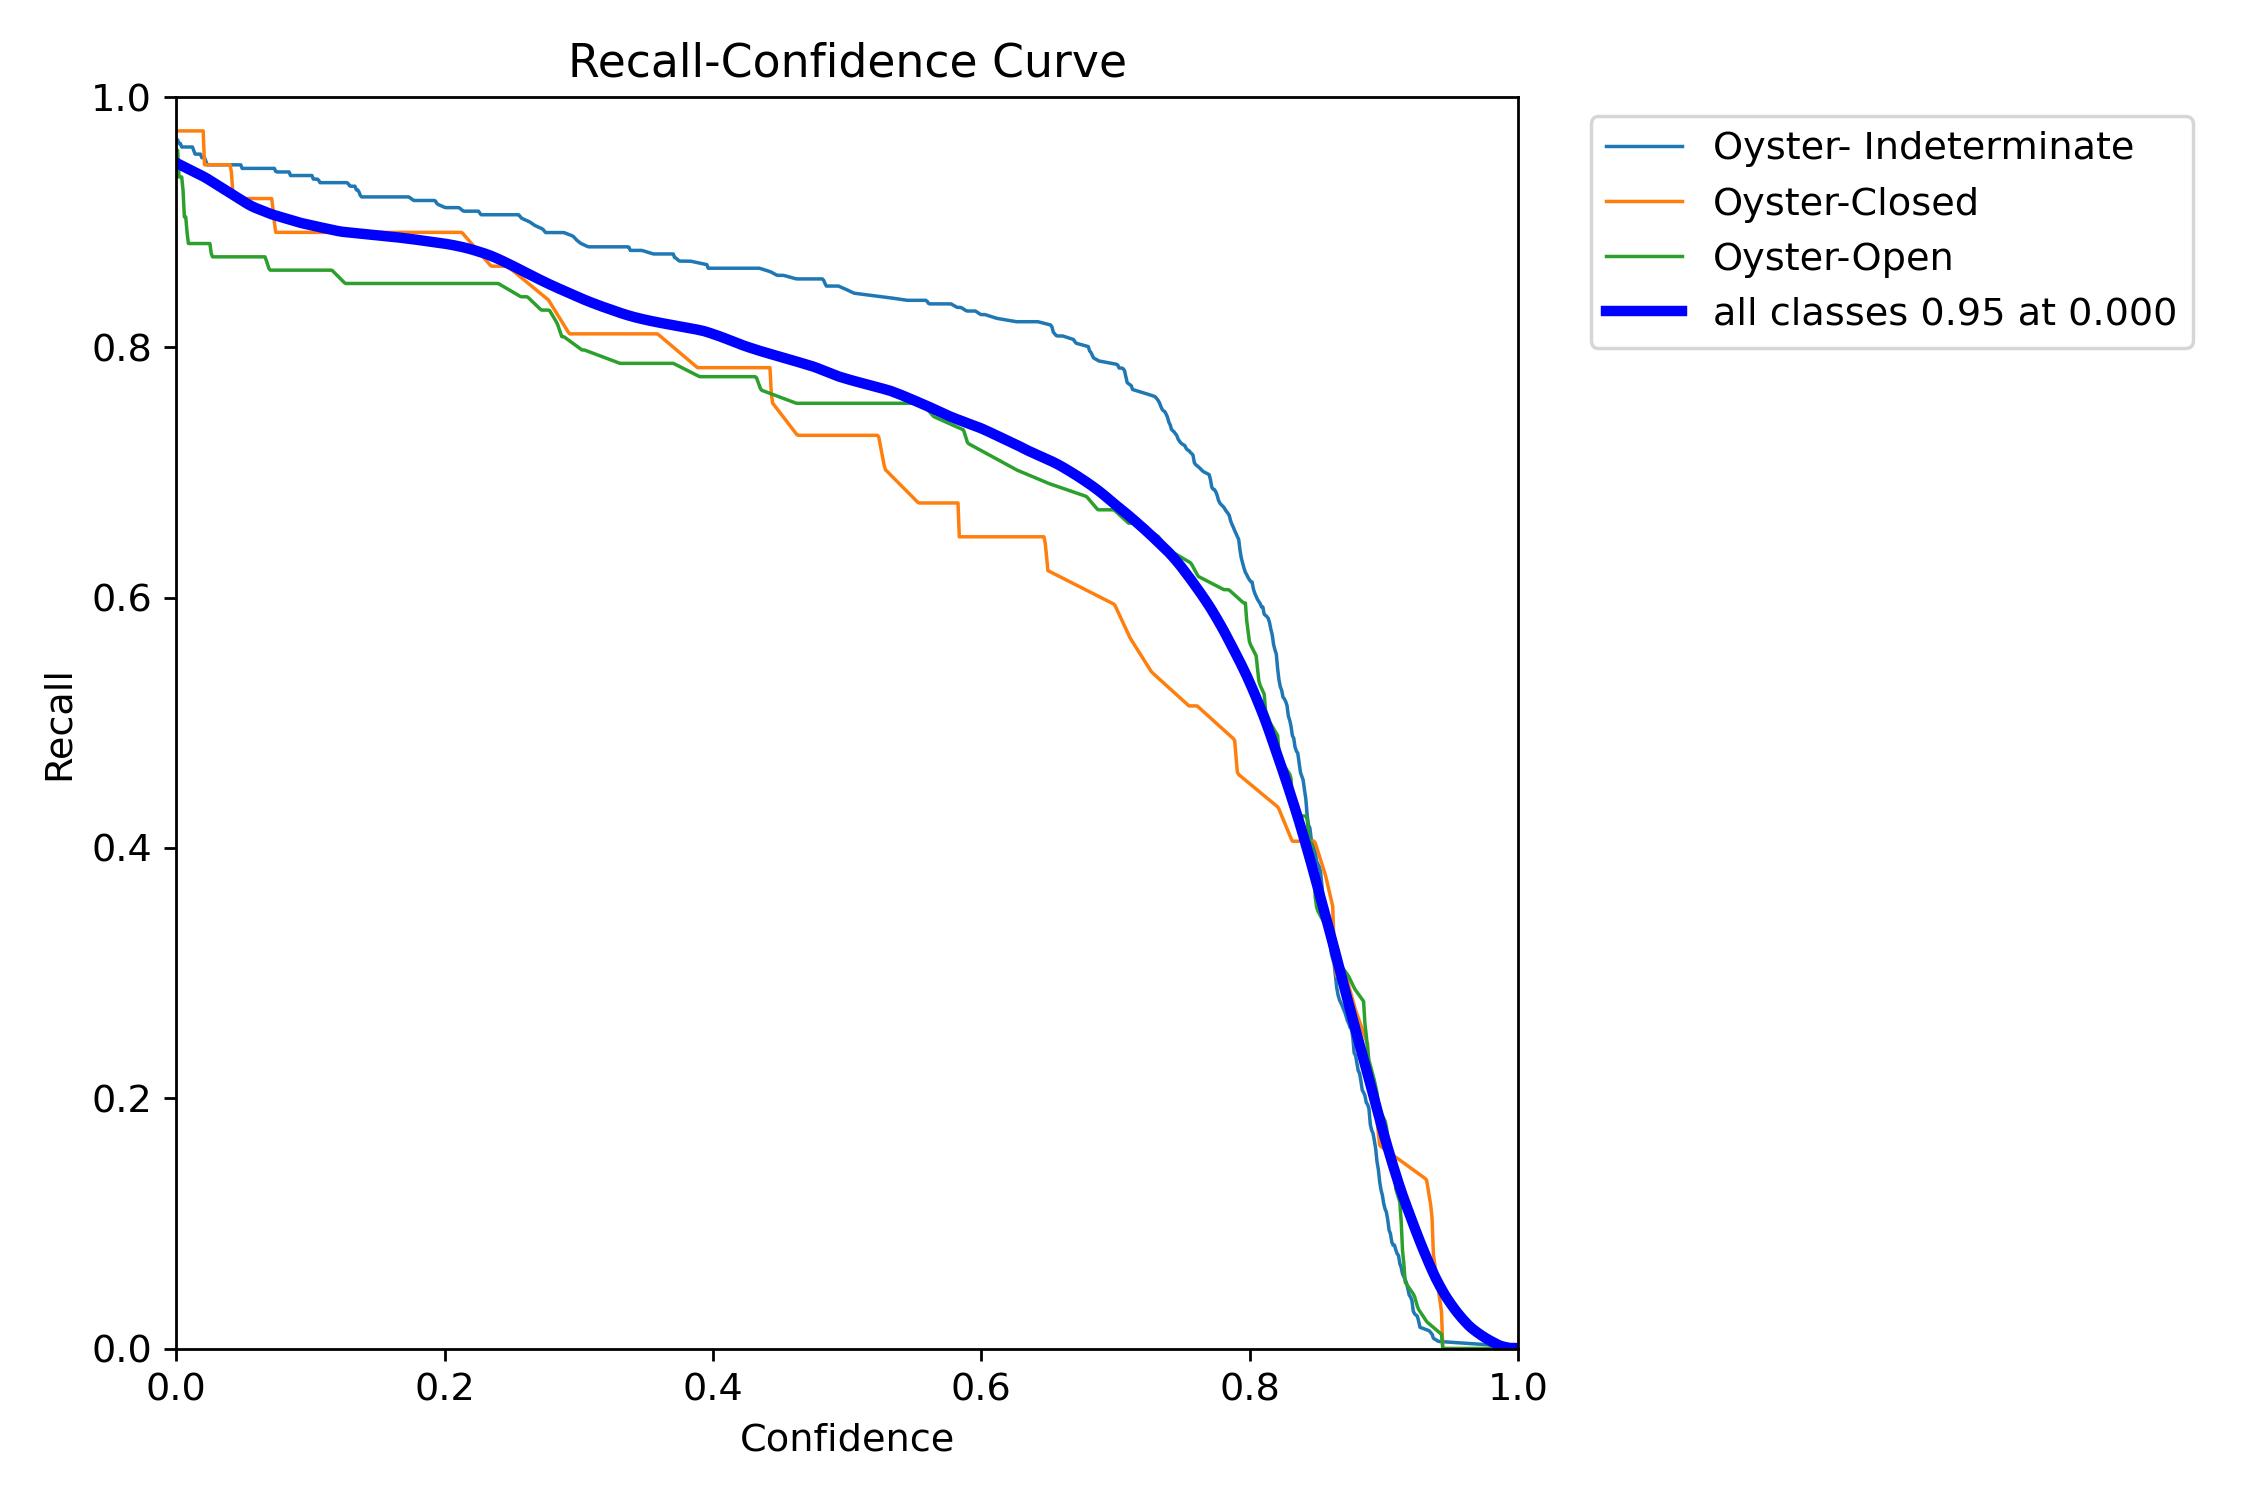 Recall-Confidence Curve
1.0
0.8
0.6
0.4
0.2
0.0
Recall
0.0 0.2 0.4 0.6 0.8 1.0
Confidence
Oyster- Indeterminate
Oyster-Closed
Oyster-Open
all classes 0.95 at 0.000